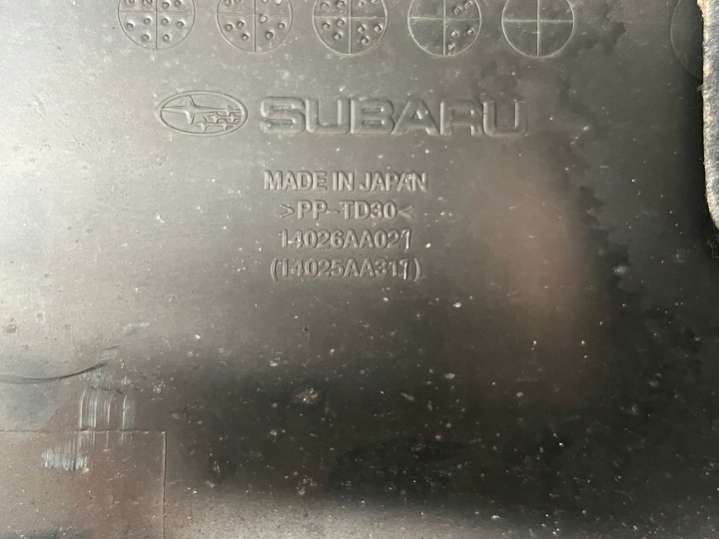 SUBARU
MADE IN JAPAN
>PP-TD30<
14026AA021
(14025AA311)